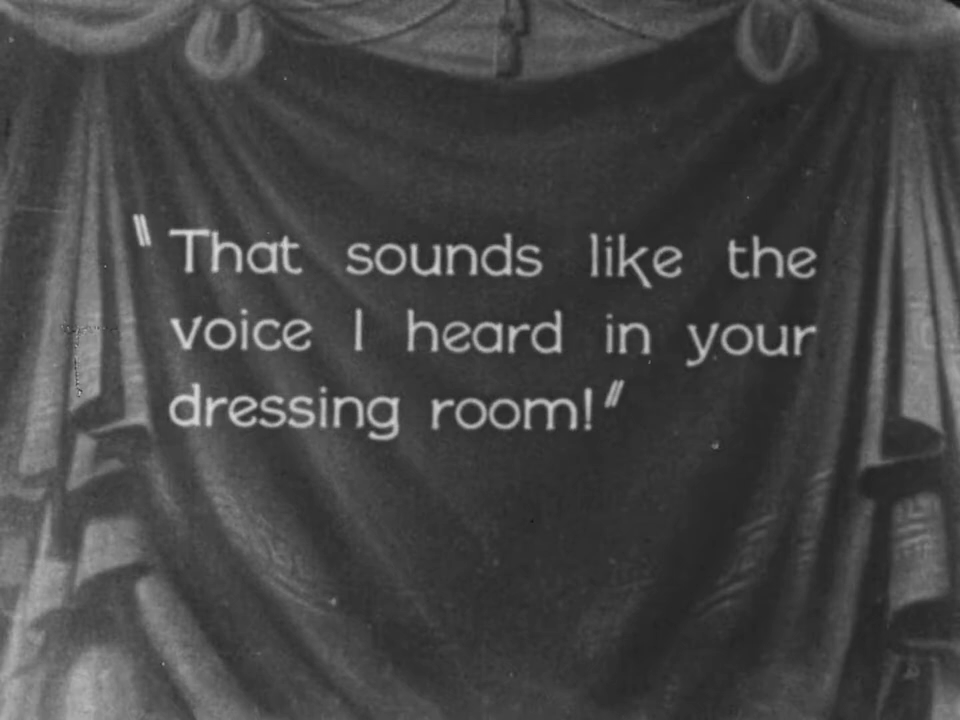 "That sounds like the
voice I heard in your
dressing room!"